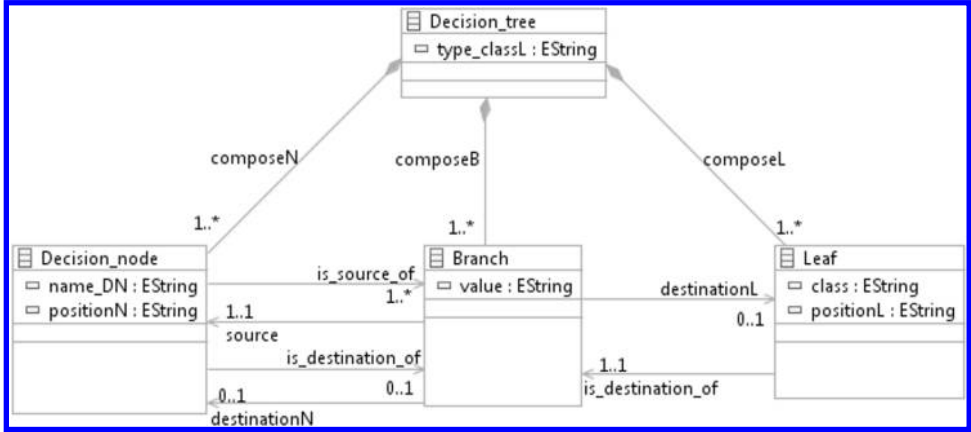 Decision_tree
type_classL : EString
composeN
composeB
composeL
1..*
1..*
1..*
Decision_node
name_DN : EString
positionN : EString
Branch
value : EString
Leaf
class : EString
positionL : EString
is_source_of
1..*
1..1
source
destinationL
0..1
is_destination_of
0..1
0..1
destinationN
1..1
is_destination_of